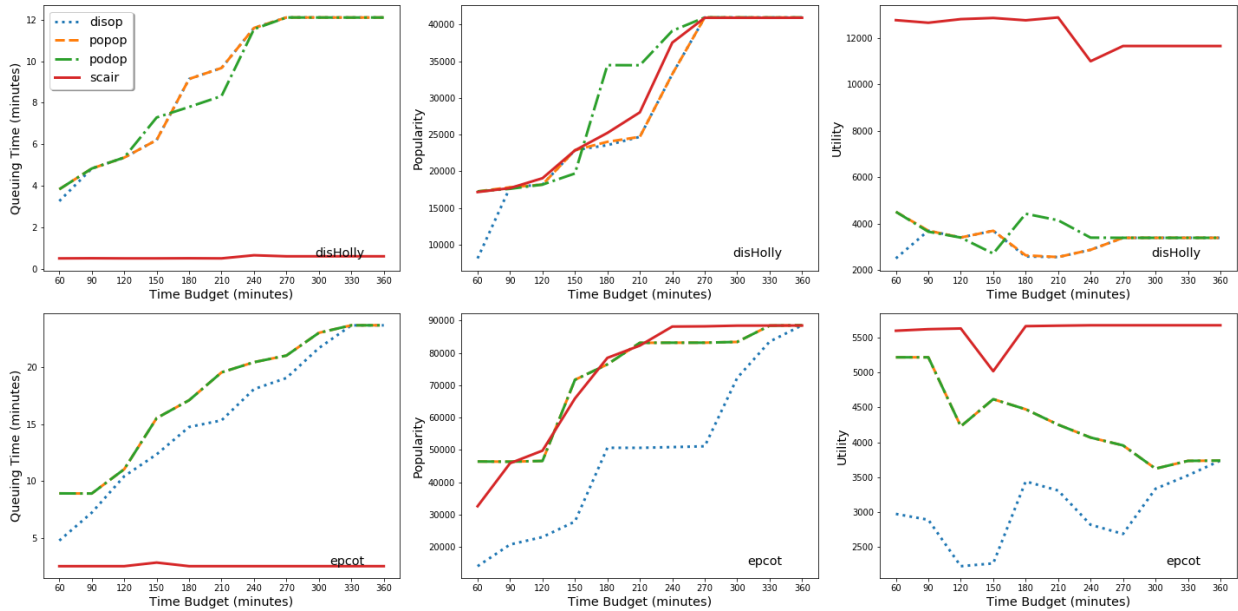 12
10
8
6
4
2
0
Queuing Time (minutes)
disop
popop
podop
scair
disHolly
60 90 120 150 180 210 240 270 300 330 360
Time Budget (minutes)
40000
35000
30000
25000
20000
15000
10000
Popularity
disHolly
60 90 120 150 180 210 240 270 300 330 360
Time Budget (minutes)
12000
10000
8000
6000
4000
2000
Utility
disHolly
60 90 120 150 180 210 240 270 300 330 360
Time Budget (minutes)
20
15
10
5
Queuing Time (minutes)
epcot
60 90 120 150 180 210 240 270 300 330 360
Time Budget (minutes)
90000
80000
70000
60000
50000
40000
30000
20000
10000
Popularity
epcot
60 90 120 150 180 210 240 270 300 330 360
Time Budget (minutes)
5500
5000
4500
4000
3500
3000
2500
Utility
epcot
60 90 120 150 180 210 240 270 300 330 360
Time Budget (minutes)